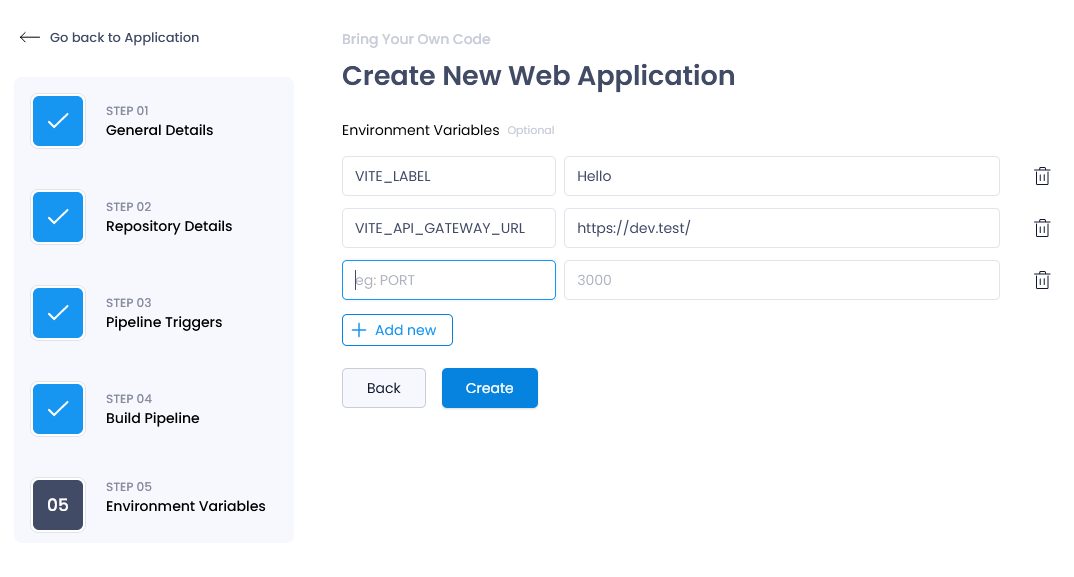 Go back to Application
STEP 01
General Details
STEP 02
Repository Details
STEP 03
Pipeline Triggers
STEP 04
Build Pipeline
05
STEP 05
Environment Variables
Bring Your Own Code
Create New Web Application
Environment Variables Optional
VITE_LABEL Hello
VITE_API_GATEWAY_URL https://dev.test/
eg: PORT 3000
Add new
Back Create